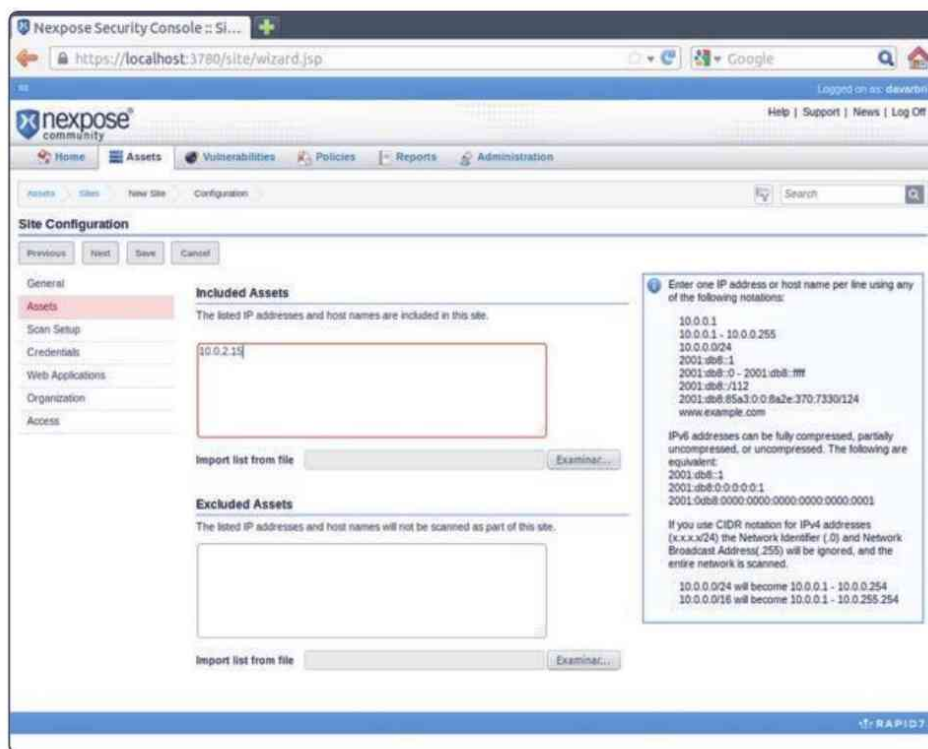 Nexpose Security Console :: Si...
https://localhost:3780/site/wizard.jsp
Google
Logged on as: davarbri
nexpose®
community
Help | Support | News | Log Off
Home Assets Vulnerabilities Policies Reports Administration
Assets Sites New Site Configuration
Search
Site Configuration
Previous Next Save Cancel
General
Assets
Scan Setup
Credentials
Web Applications
Organization
Access
Included Assets
The listed IP addresses and host names are included in this site.
10.0.2.15
Import list from file Examinar...
Excluded Assets
The listed IP addresses and host names will not be scanned as part of this site.
Import list from file Examinar...
Enter one IP address or host name per line using any
of the following notations:
10.0.0.1
10.0.0.1 - 10.0.0.255
10.0.0.0/24
2001:db8::1
2001:db8::0 - 2001:db8::ffff
2001:db8::/112
2001:db8:85a3:0:0:8a2e:370:7330/124
www.example.com
IPv6 addresses can be fully compressed, partially
uncompressed, or uncompressed. The following are
equivalent:
2001:db8::1
2001:db8:0:0:0:0:0:1
2001:0db8:0000:0000:0000:0000:0000:0001
If you use CIDR notation for IPv4 addresses
(x.x.x.x/24) the Network Identifier (.0) and Network
Broadcast Address(.255) will be ignored, and the
entire network is scanned.
10.0.0.0/24 will become 10.0.0.1 - 10.0.0.254
10.0.0.0/16 will become 10.0.0.1 - 10.0.255.254
RAPID7